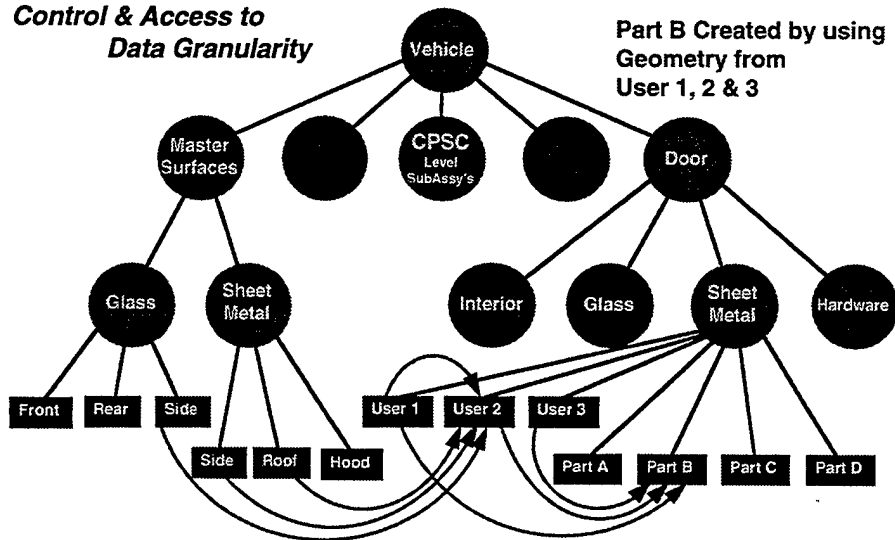 Control & Access to
Data Granularity
Part B Created by using
Geometry from
User 1, 2 & 3
Vehicle
Master
Surfaces
CPSC
Level
SubAssy's
Door
Glass
Sheet
Metal
Interior
Glass
Sheet
Metal
Hardware
Front
Rear
Side
User 1
User 2
User 3
Side
Roof
Hood
Part A
Part B
Part C
Part D